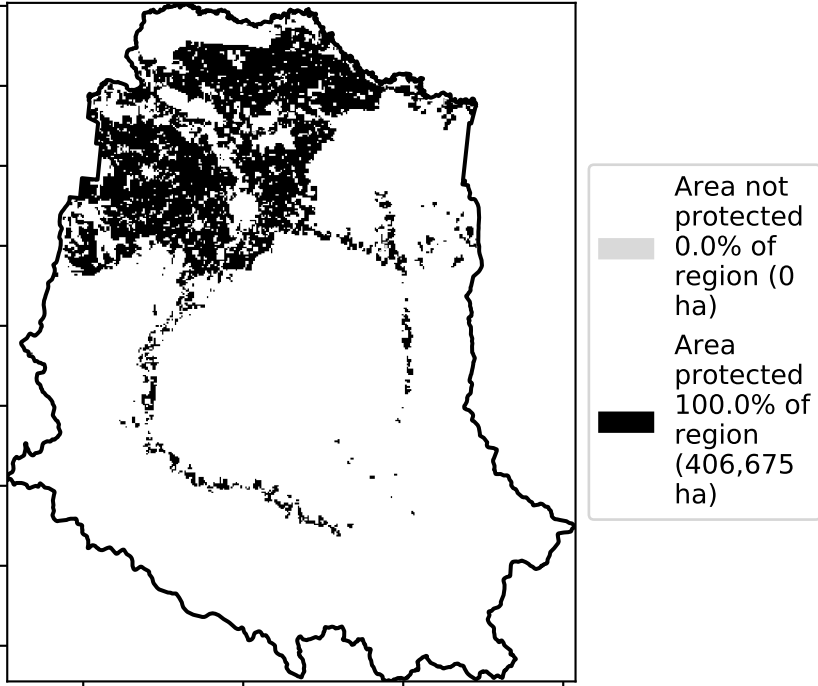 Area not
protected
0.0% of
region (0
ha)
Area
protected
100.0% of
region
(406,675
ha)